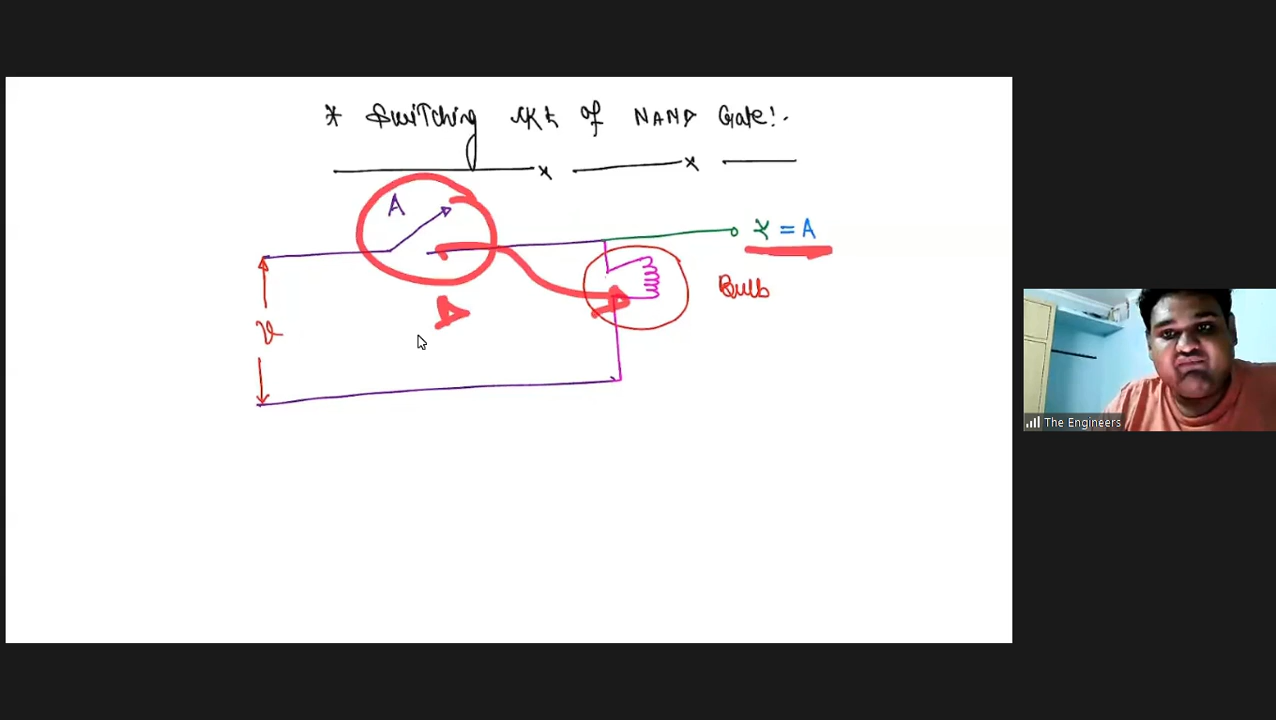 * Switching CKt of NAND Gate:-
A
Y = A
Bulb
V
The Engineers